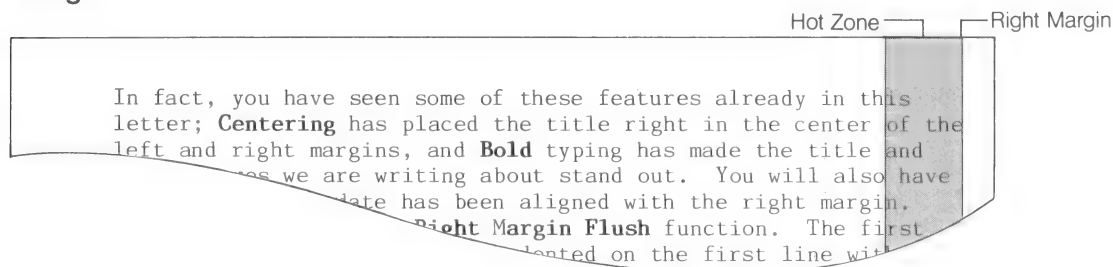 Hot Zone Right Margin
In fact, you have seen some of these features already in this
letter; Centering has placed the title right in the center of the
left and right margins, and Bold typing has made the title and
we are writing about stand out. You will also have
has been aligned with the right margin.
Right Margin Flush function. The first
on the first line